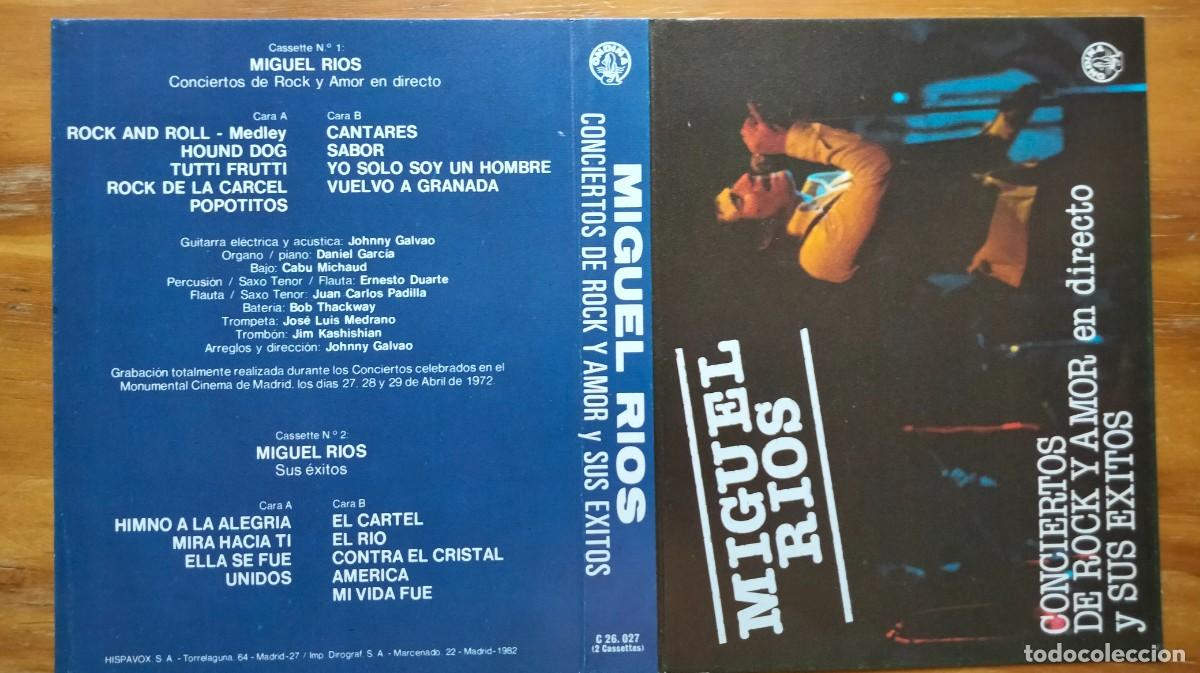 Cassette N.º 1:
MIGUEL RIOS
Conciertos de Rock y Amor en directo
Cara A
ROCK AND ROLL - Medley
HOUND DOG
TUTTI FRUTTI
ROCK DE LA CARCEL
POPOTITOS
Cara B
CANTARES
SABOR
YO SOLO SOY UN HOMBRE
VUELVO A GRANADA
Guitarra eléctrica y acústica: Johnny Galvao
Organo / piano: Daniel García
Bajo: Cabu Michaud
Percusión / Saxo Tenor / Flauta: Ernesto Duarte
Flauta / Saxo Tenor: Juan Carlos Padilla
Bateria: Bob Thackway
Trompeta: José Luis Medrano
Trombón: Jim Kashishian
Arreglos y dirección: Johnny Galvao
Grabación totalmente realizada durante los Conciertos celebrados en el
Monumental Cinema de Madrid, los dias 27, 28 y 29 de Abril de 1972.
Cassette N.º 2:
MIGUEL RIOS
Sus éxitos
Cara A
HIMNO A LA ALEGRIA
MIRA HACIA TI
ELLA SE FUE
UNIDOS
Cara B
EL CARTEL
EL RIO
CONTRA EL CRISTAL
AMERICA
MI VIDA FUE
HISPAVOX S A - Torrelaguna, 64 - Madrid-27 / Imp. Dirograf, S A - Marcenado, 22 - Madrid-1982
ONDINA
MIGUEL RIOS
CONCIERTOS DE ROCK Y AMOR y SUS EXITOS
C 26.027
(2 Cassettes)
ONDINA
MIGUEL
RIOS
CONCIERTOS
DE ROCK Y AMOR en directo
y SUS EXITOS
todocoleccion